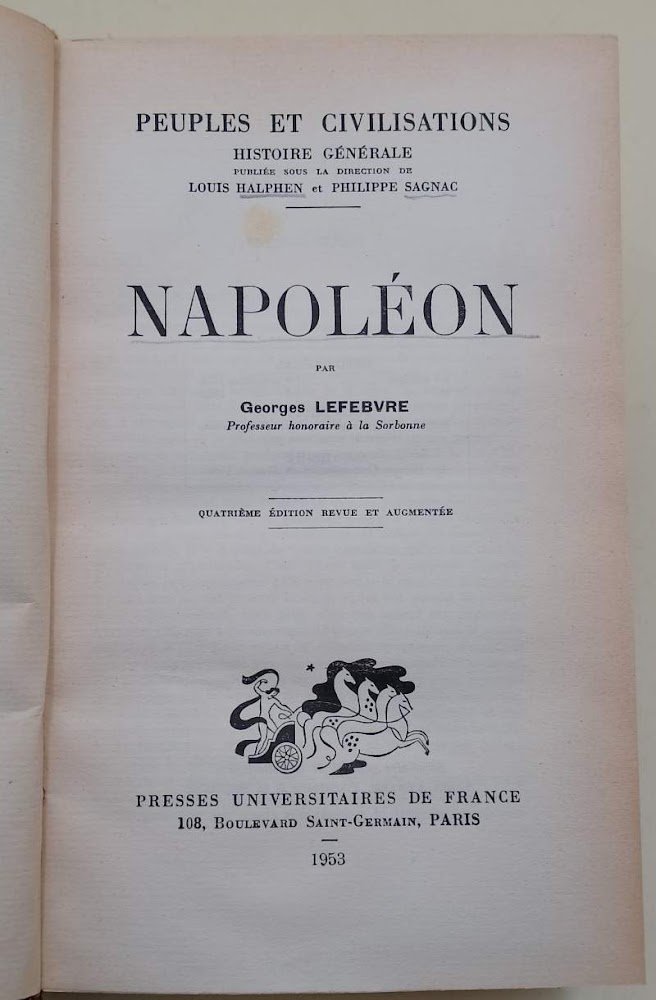 PEUPLES ET CIVILISATIONS
HISTOIRE GÉNÉRALE
PUBLIÉE SOUS LA DIRECTION DE
LOUIS HALPHEN et PHILIPPE SAGNAC
NAPOLÉON
PAR
Georges LEFEBVRE
Professeur honoraire à la Sorbonne
QUATRIÈME ÉDITION REVUE ET AUGMENTÉE
PRESSES UNIVERSITAIRES DE FRANCE
108, BOULEVARD SAINT-GERMAIN, PARIS
1953